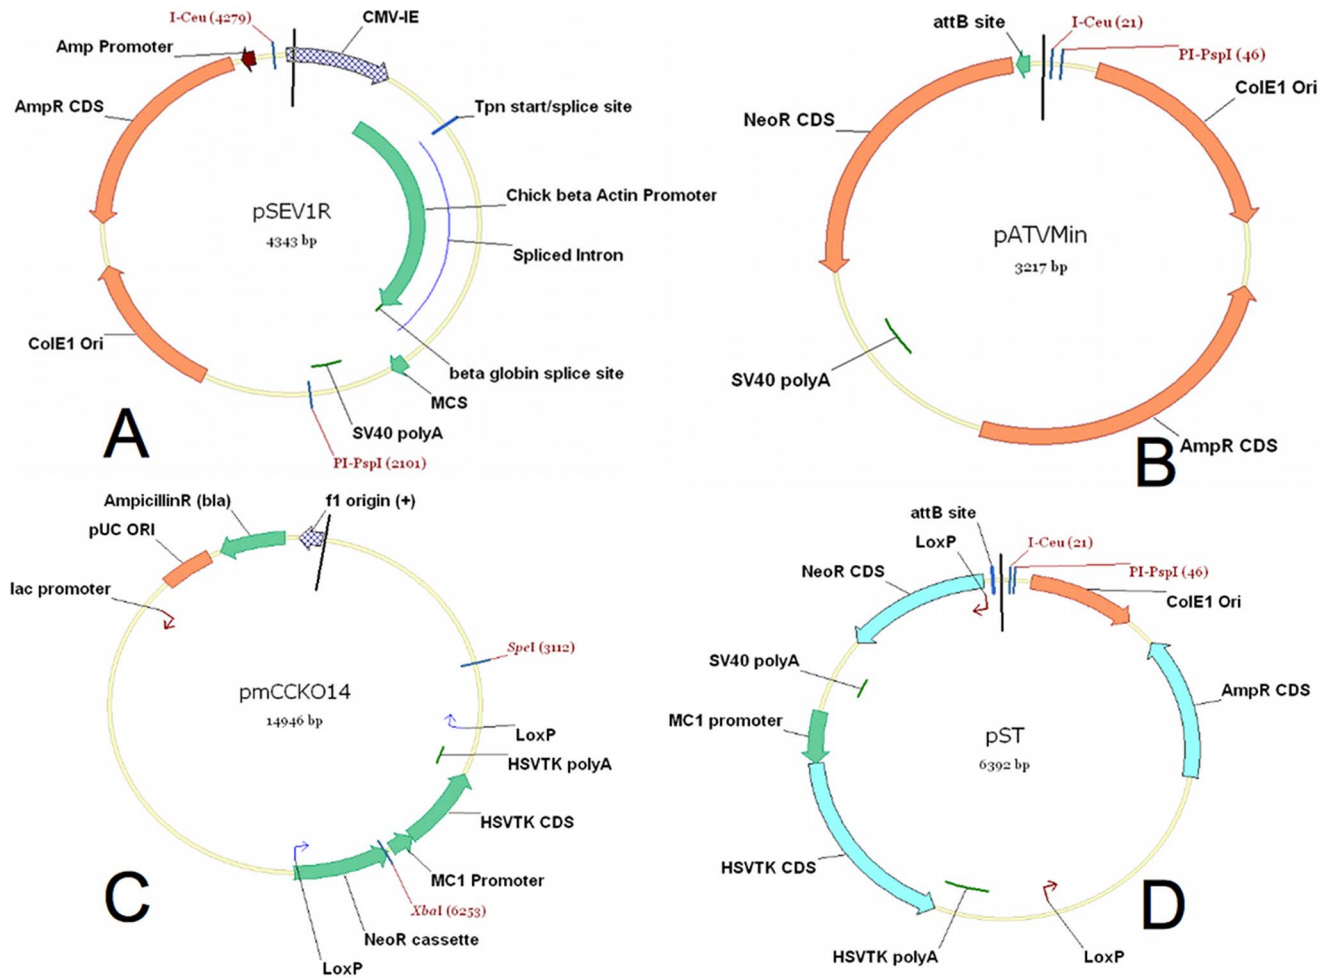 I-Ceu (4279)
CMV-IE
Amp Promoter
AmpR CDS
Tpn start/splice site
pSEV1R
4343 bp
Chick beta Actin Promoter
Spliced Intron
ColE1 Ori
beta globin splice site
MCS
SV40 polyA
PI-PspI (2101)
A
attB site
I-Ceu (21)
PI-PspI (46)
ColE1 Ori
NeoR CDS
pATVMin
3217 bp
SV40 polyA
AmpR CDS
B
AmpicillinR (bla)
f1 origin (+)
pUC ORI
lac promoter
SpeI (3112)
pmCCKO14
14946 bp
LoxP
HSVTK polyA
HSVTK CDS
MC1 Promoter
XbaI (6253)
NeoR cassette
LoxP
C
attB site
LoxP
I-Ceu (21)
NeoR CDS
PI-PspI (46)
ColE1 Ori
SV40 polyA
AmpR CDS
MC1 promoter
pST
6392 bp
HSVTK CDS
HSVTK polyA
LoxP
D